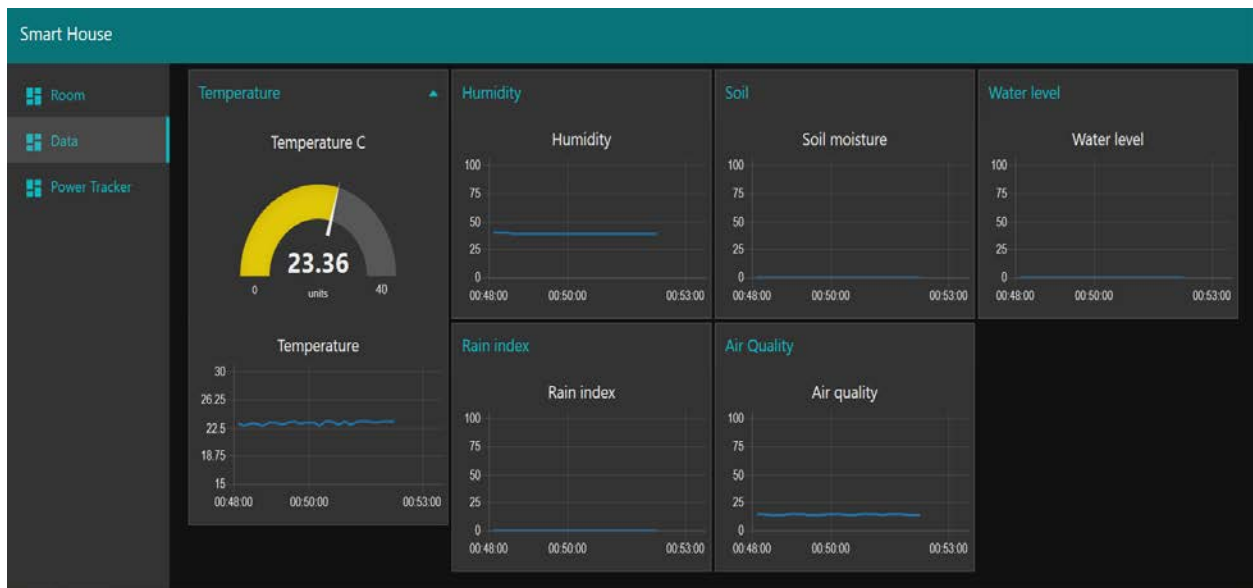 Smart House
Room
Data
Power Tracker
Temperature
Temperature C
23.36
0
units
40
Temperature
30
26.25
22.5
18.75
15
00:48:00 00:50:00 00:53:00
Humidity
Humidity
100
75
50
25
0
00:48:00 00:50:00 00:53:00
Soil
Soil moisture
100
75
50
25
0
00:48:00 00:50:00 00:53:00
Water level
Water level
100
75
50
25
0
00:48:00 00:50:00 00:53:00
Rain index
Rain index
100
75
50
25
0
00:48:00 00:50:00 00:53:00
Air Quality
Air quality
100
75
50
25
0
00:48:00 00:50:00 00:53:00